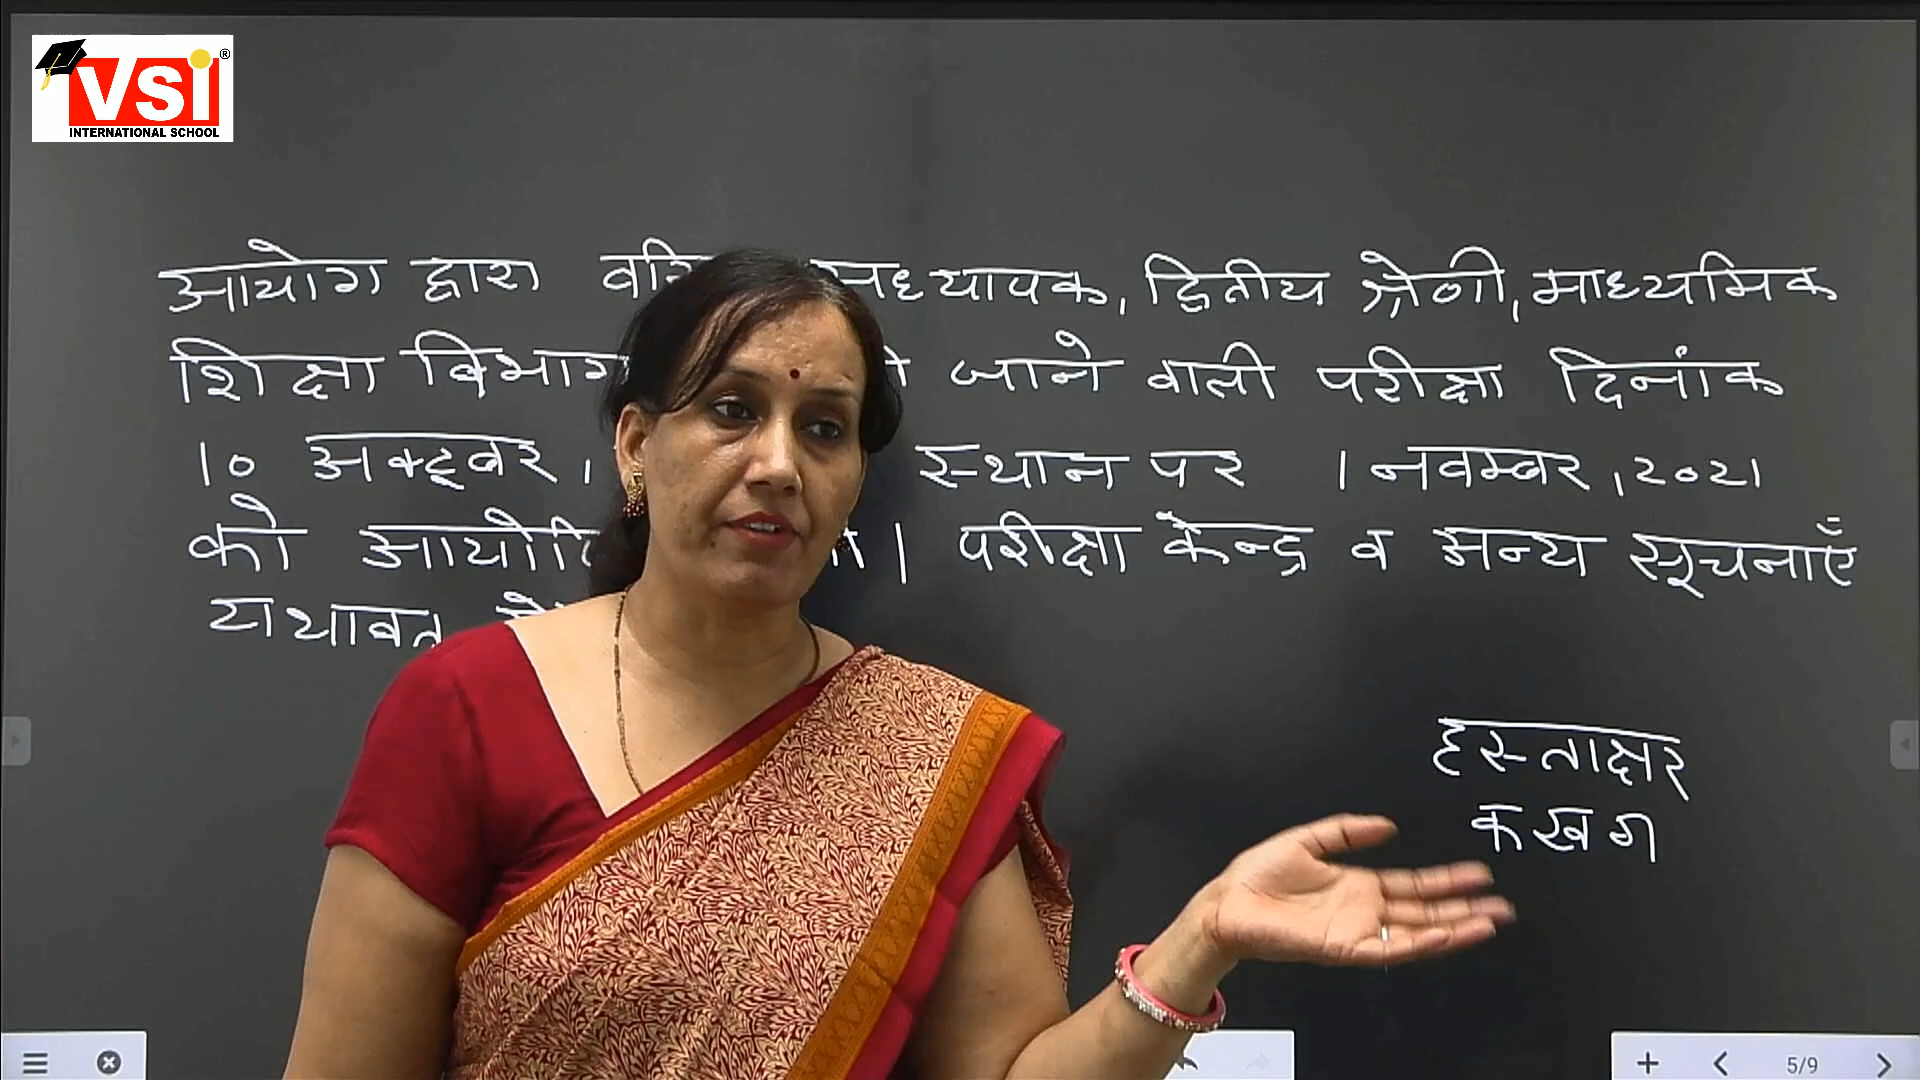 VSI ®
INTERNATIONAL SCHOOL
आयोग द्वारा अध्यापक, द्वितीय श्रेणी, माध्यमिक
शिक्षा विभाग जाने वाली परीक्षा दिनांक
10 अक्टूबर, स्थान पर 1 नवम्बर, 2021
को परीक्षा केन्द्र व अन्य सूचनाएँ
यथावत
हस्ताक्षर
क ख ग
5/9